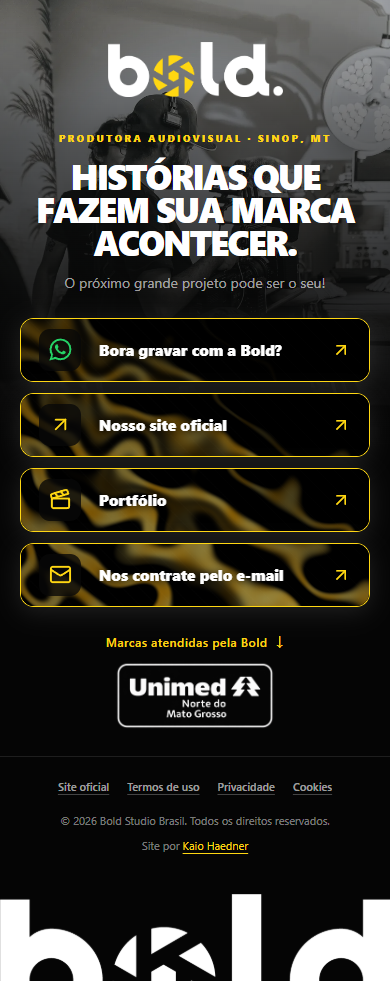 bold.
PRODUTORA AUDIOVISUAL · SINOP, MT
HISTÓRIAS QUE
FAZEM SUA MARCA
ACONTECER.
O próximo grande projeto pode ser o seu!
Bora gravar com a Bold?
Nosso site oficial
Portfólio
Nos contrate pelo e-mail
Marcas atendidas pela Bold ↓
Unimed
Norte do
Mato Grosso
Site oficial Termos de uso Privacidade Cookies
© 2026 Bold Studio Brasil. Todos os direitos reservados.
Site por Kaio Haedner
bold